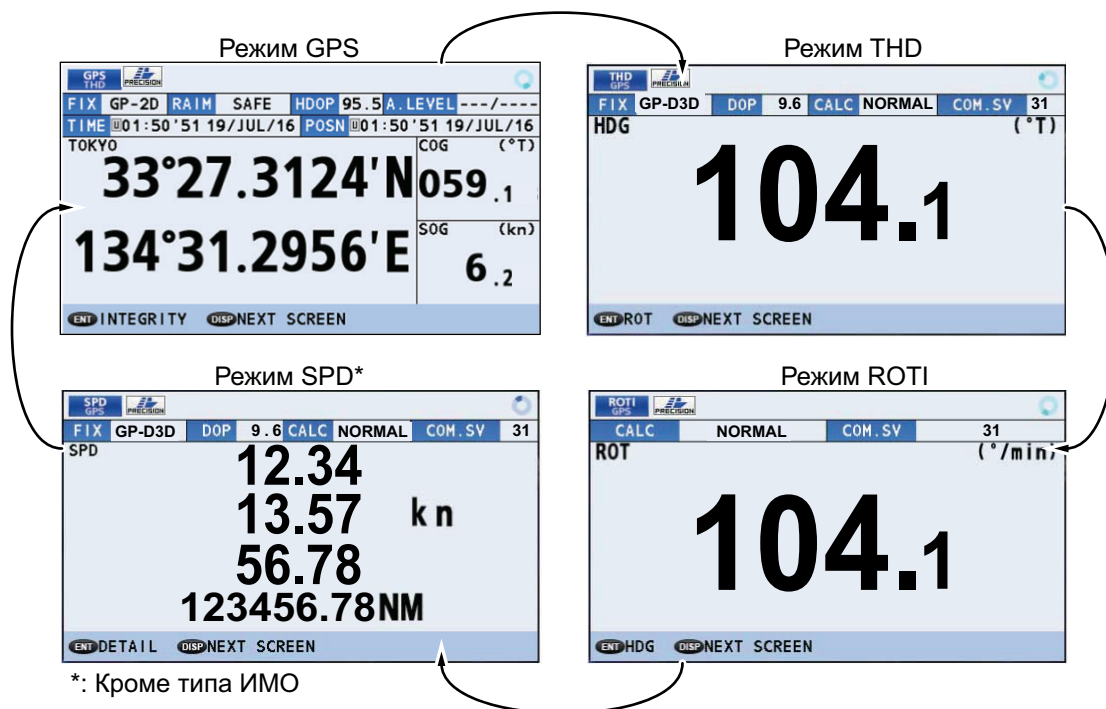 Режим GPS
GPS
THD
PRECISION
FIX GP-2D RAIM SAFE HDOP 95.5 A.LEVEL ---/----
TIME U01:50'51 19/JUL/16 POSN U01:50'51 19/JUL/16
TOKYO
33°27.3124'N
134°31.2956'E
COG (°T)
059.1
SOG (kn)
6.2
ENT INTEGRITY DISP NEXT SCREEN
Режим THD
THD
GPS
PRECISION
FIX GP-D3D DOP 9.6 CALC NORMAL COM.SV 31
HDG (°T)
104.1
ENT ROT DISP NEXT SCREEN
Режим SPD*
SPD
GPS
PRECISION
FIX GP-D3D DOP 9.6 CALC NORMAL COM.SV 31
SPD
12.34
13.57 kn
56.78
123456.78NM
ENT DETAIL DISP NEXT SCREEN
Режим ROTI
ROTI
GPS
PRECISION
CALC NORMAL COM.SV 31
ROT (°/min)
104.1
ENT HDG DISP NEXT SCREEN
*: Кроме типа ИМО